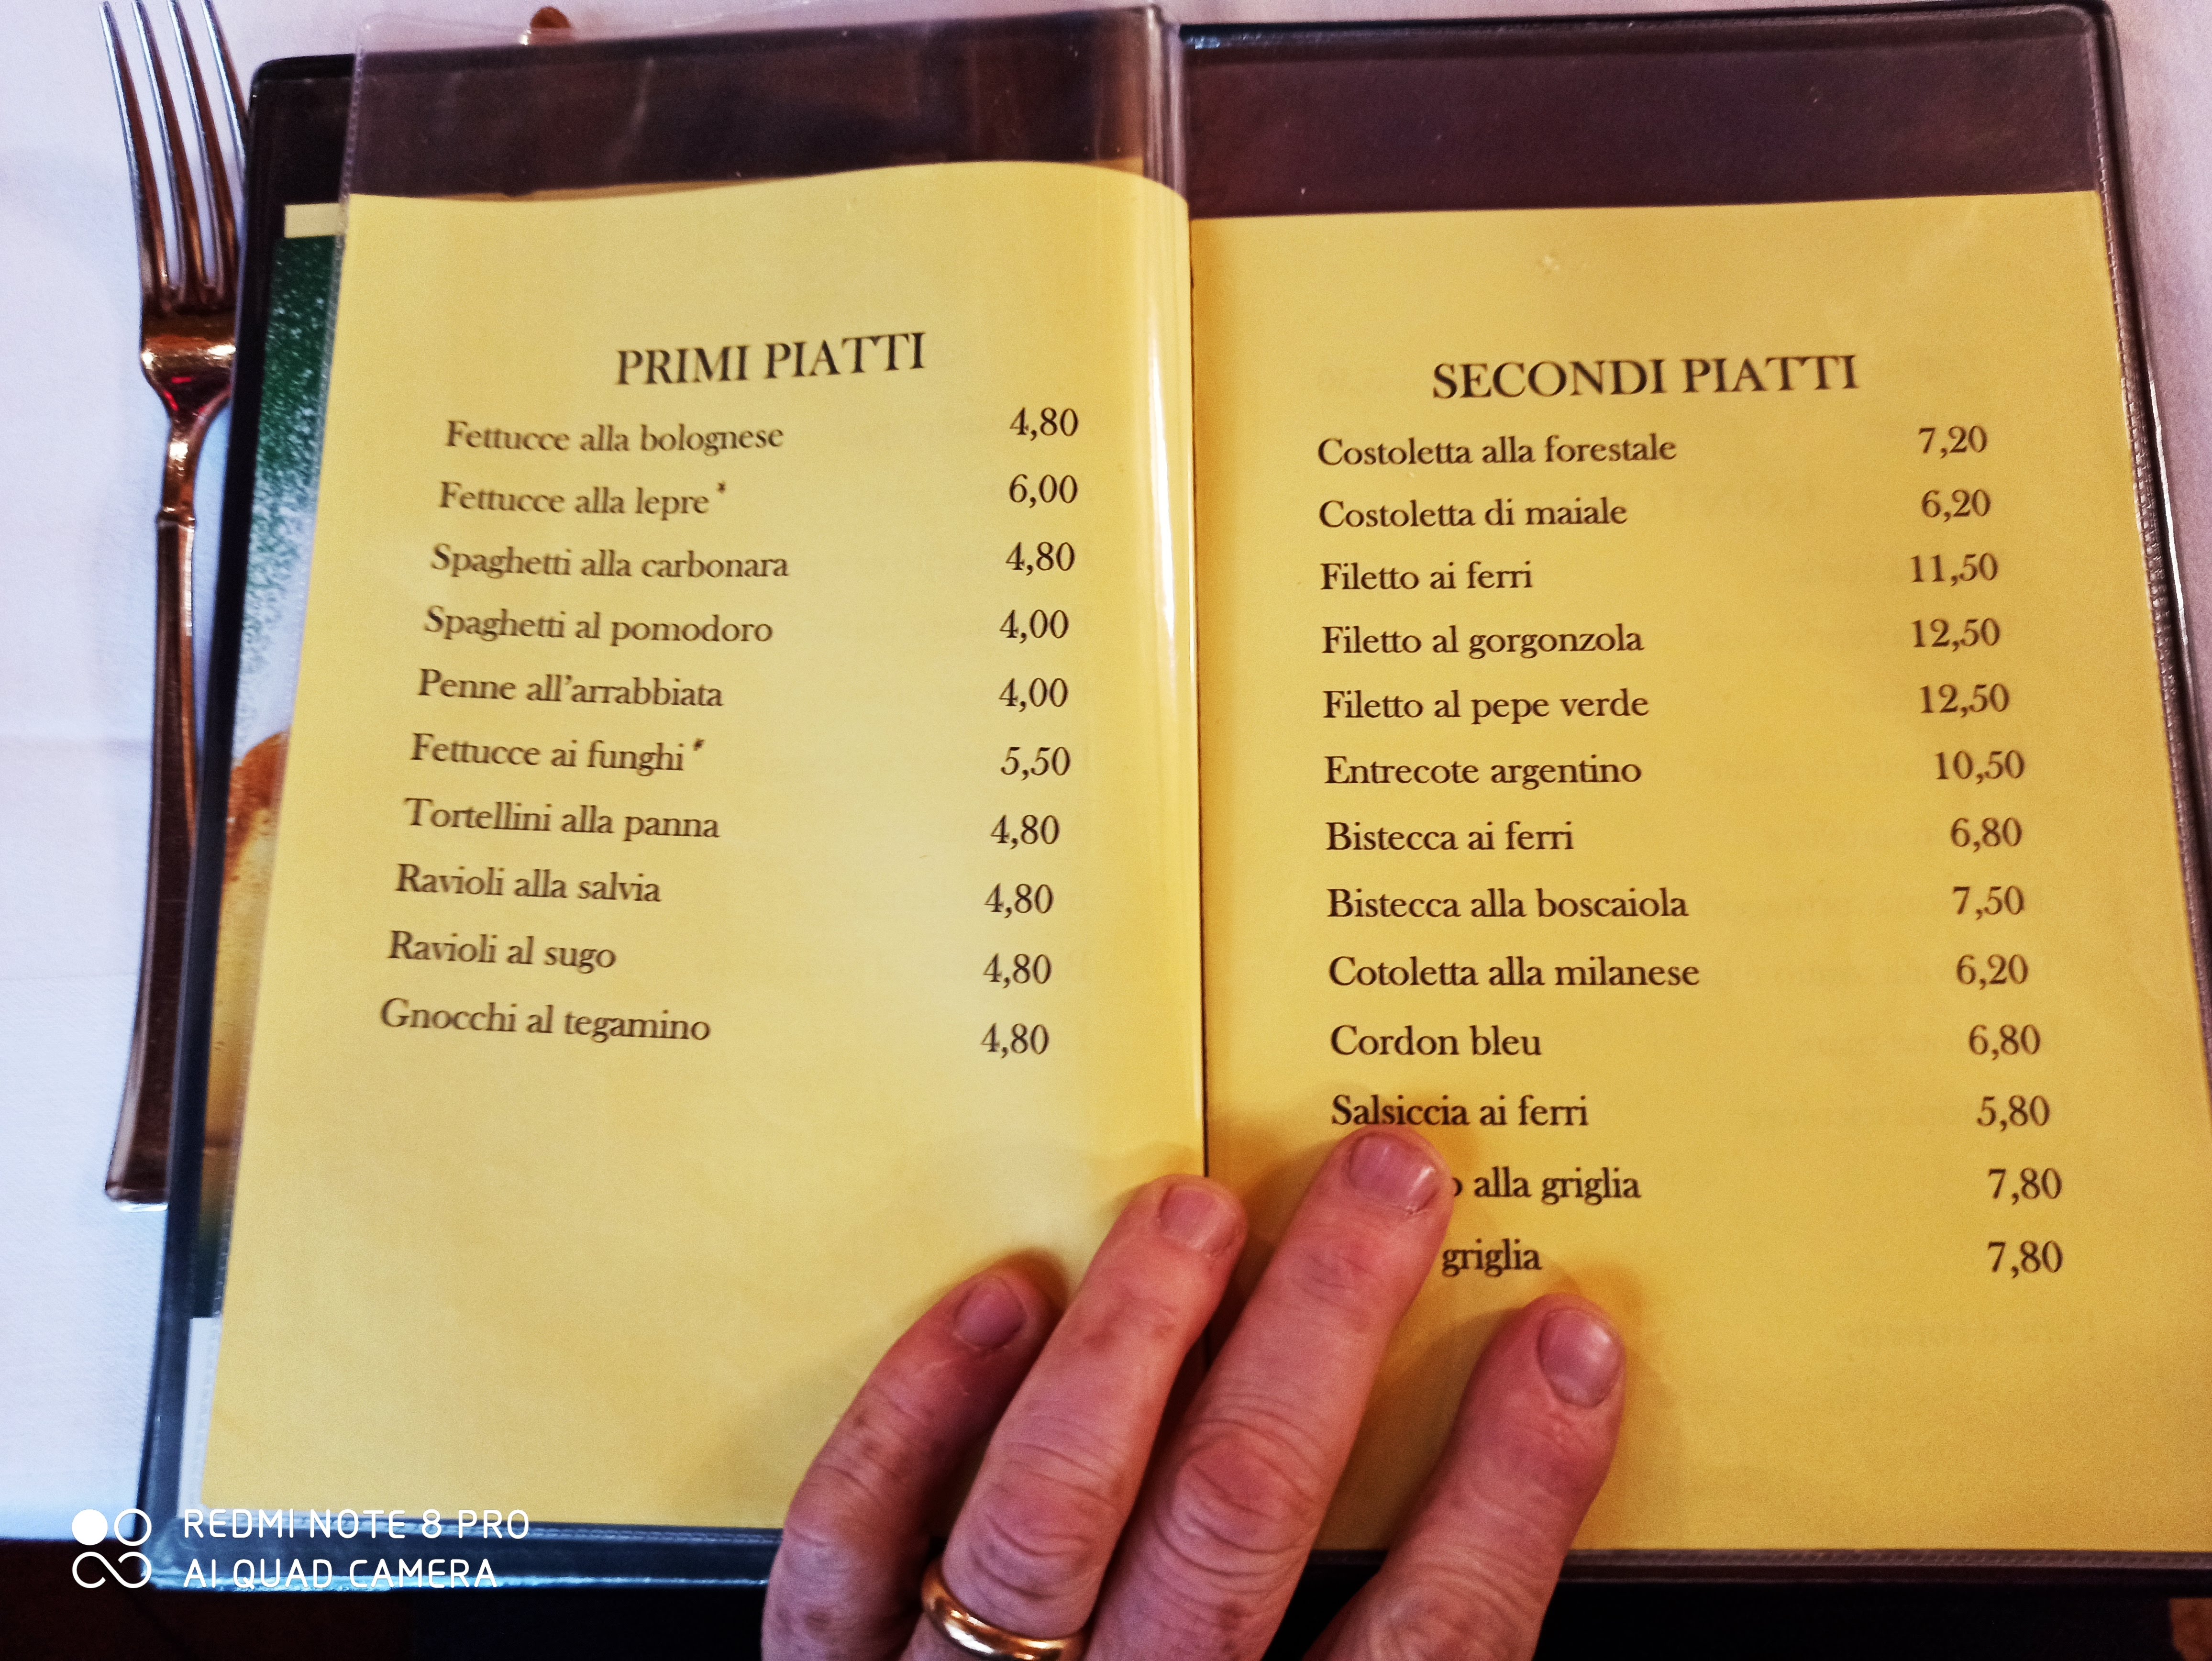 PRIMI PIATTI
Fettucce alla bolognese 4,80
Fettucce alla lepre* 6,00
Spaghetti alla carbonara 4,80
Spaghetti al pomodoro 4,00
Penne all'arrabbiata 4,00
Fettucce ai funghi* 5,50
Tortellini alla panna 4,80
Ravioli alla salvia 4,80
Ravioli al sugo 4,80
Gnocchi al tegamino 4,80
SECONDI PIATTI
Costoletta alla forestale 7,20
Costoletta di maiale 6,20
Filetto ai ferri 11,50
Filetto al gorgonzola 12,50
Filetto al pepe verde 12,50
Entrecote argentino 10,50
Bistecca ai ferri 6,80
Bistecca alla boscaiola 7,50
Cotoletta alla milanese 6,20
Cordon bleu 6,80
Salsiccia ai ferri 5,80
alla griglia 7,80
griglia 7,80
REDMI NOTE 8 PRO
AI QUAD CAMERA